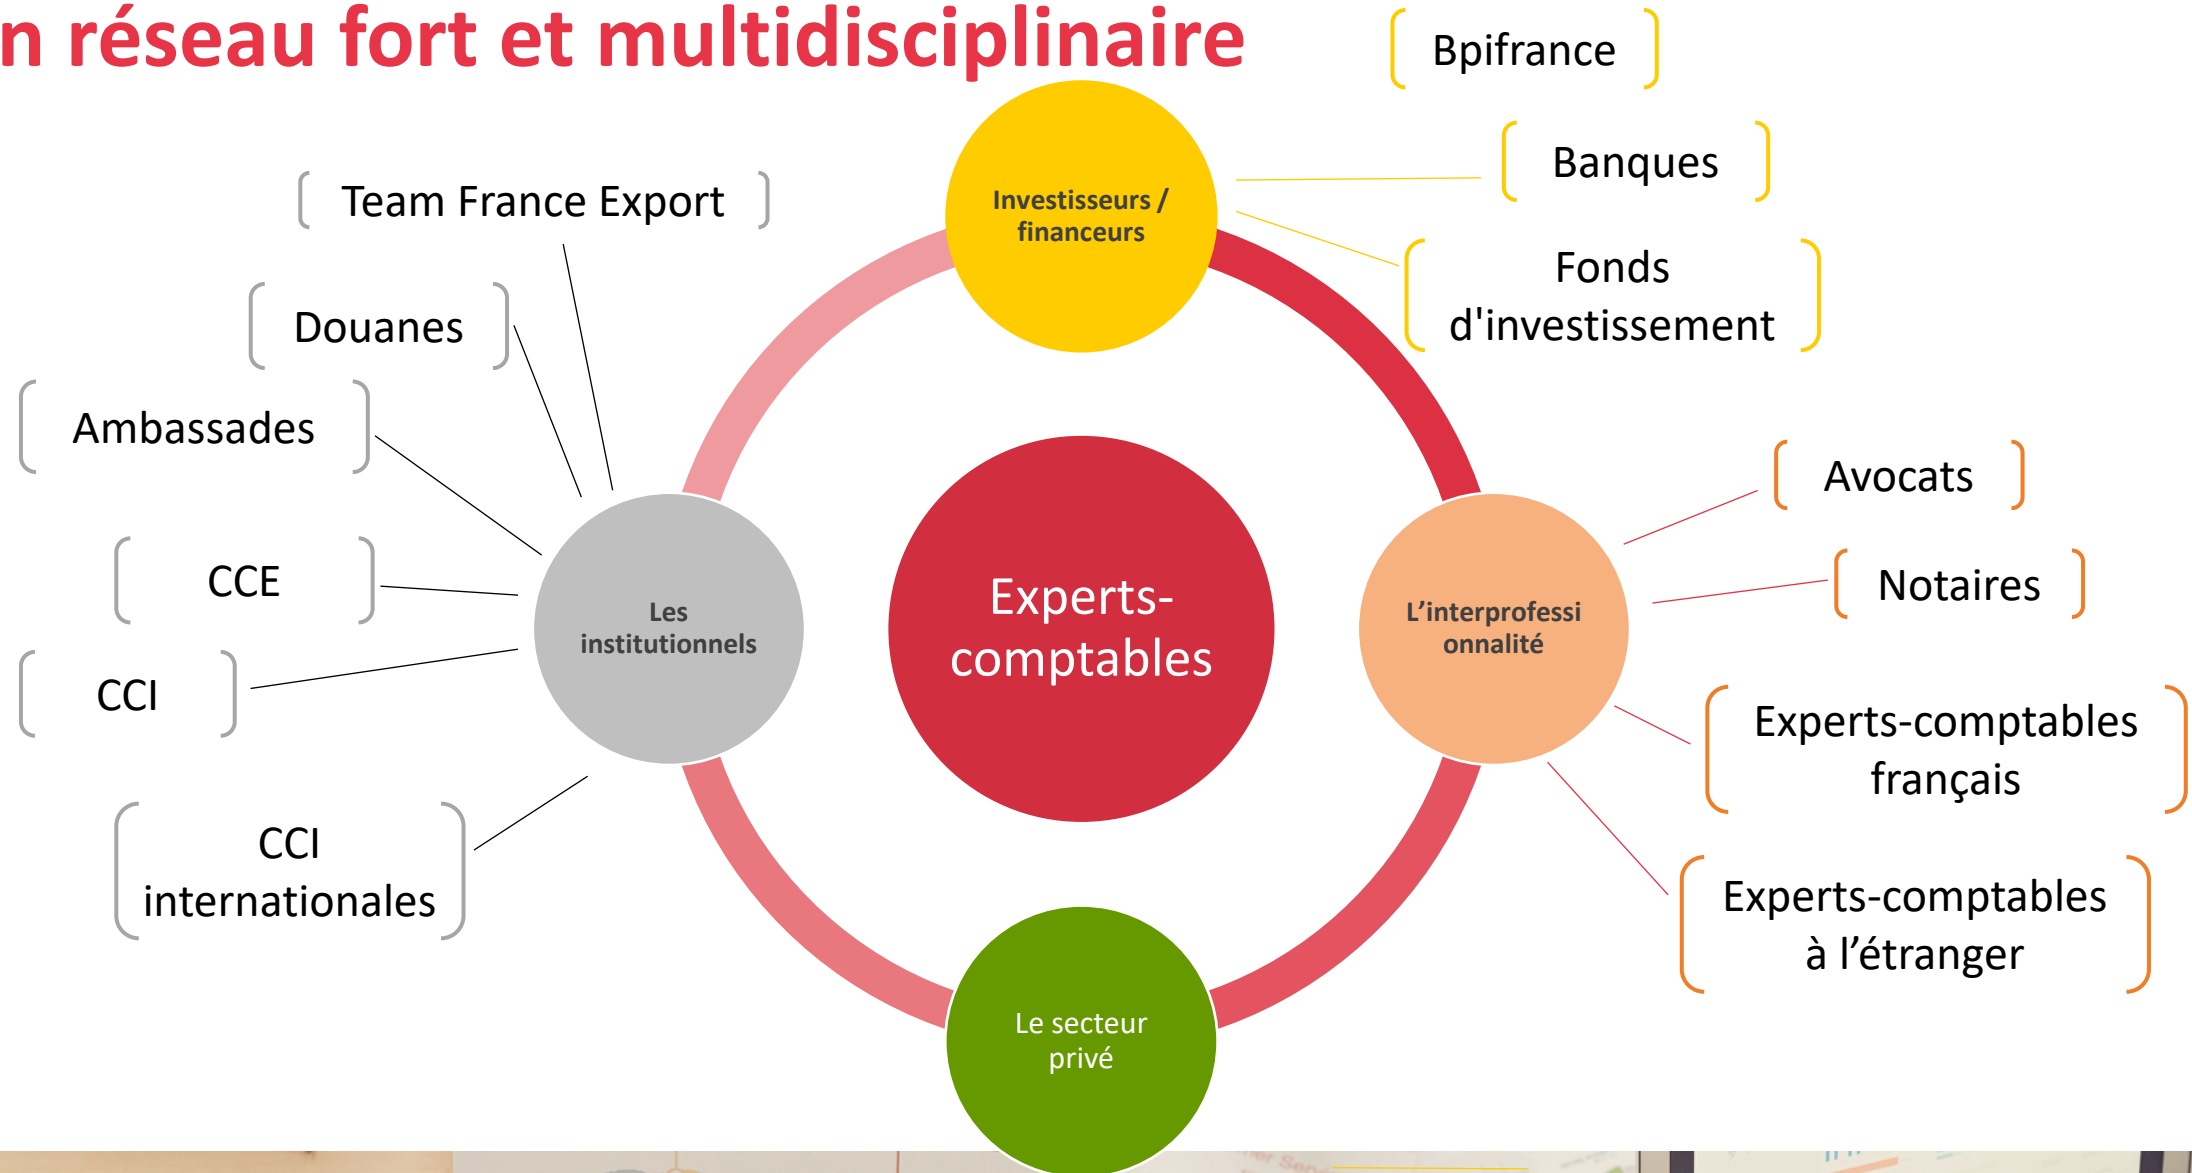 n réseau fort et multidisciplinaire
Bpifrance
Banques
Fonds
d'investissement
Investisseurs /
financeurs
Team France Export
Douanes
Ambassades
CCE
CCI
CCI
internationales
Les
institutionnels
Experts-
comptables
L’interprofessi
onnalité
Avocats
Notaires
Experts-comptables
français
Experts-comptables
à l’étranger
Le secteur
privé